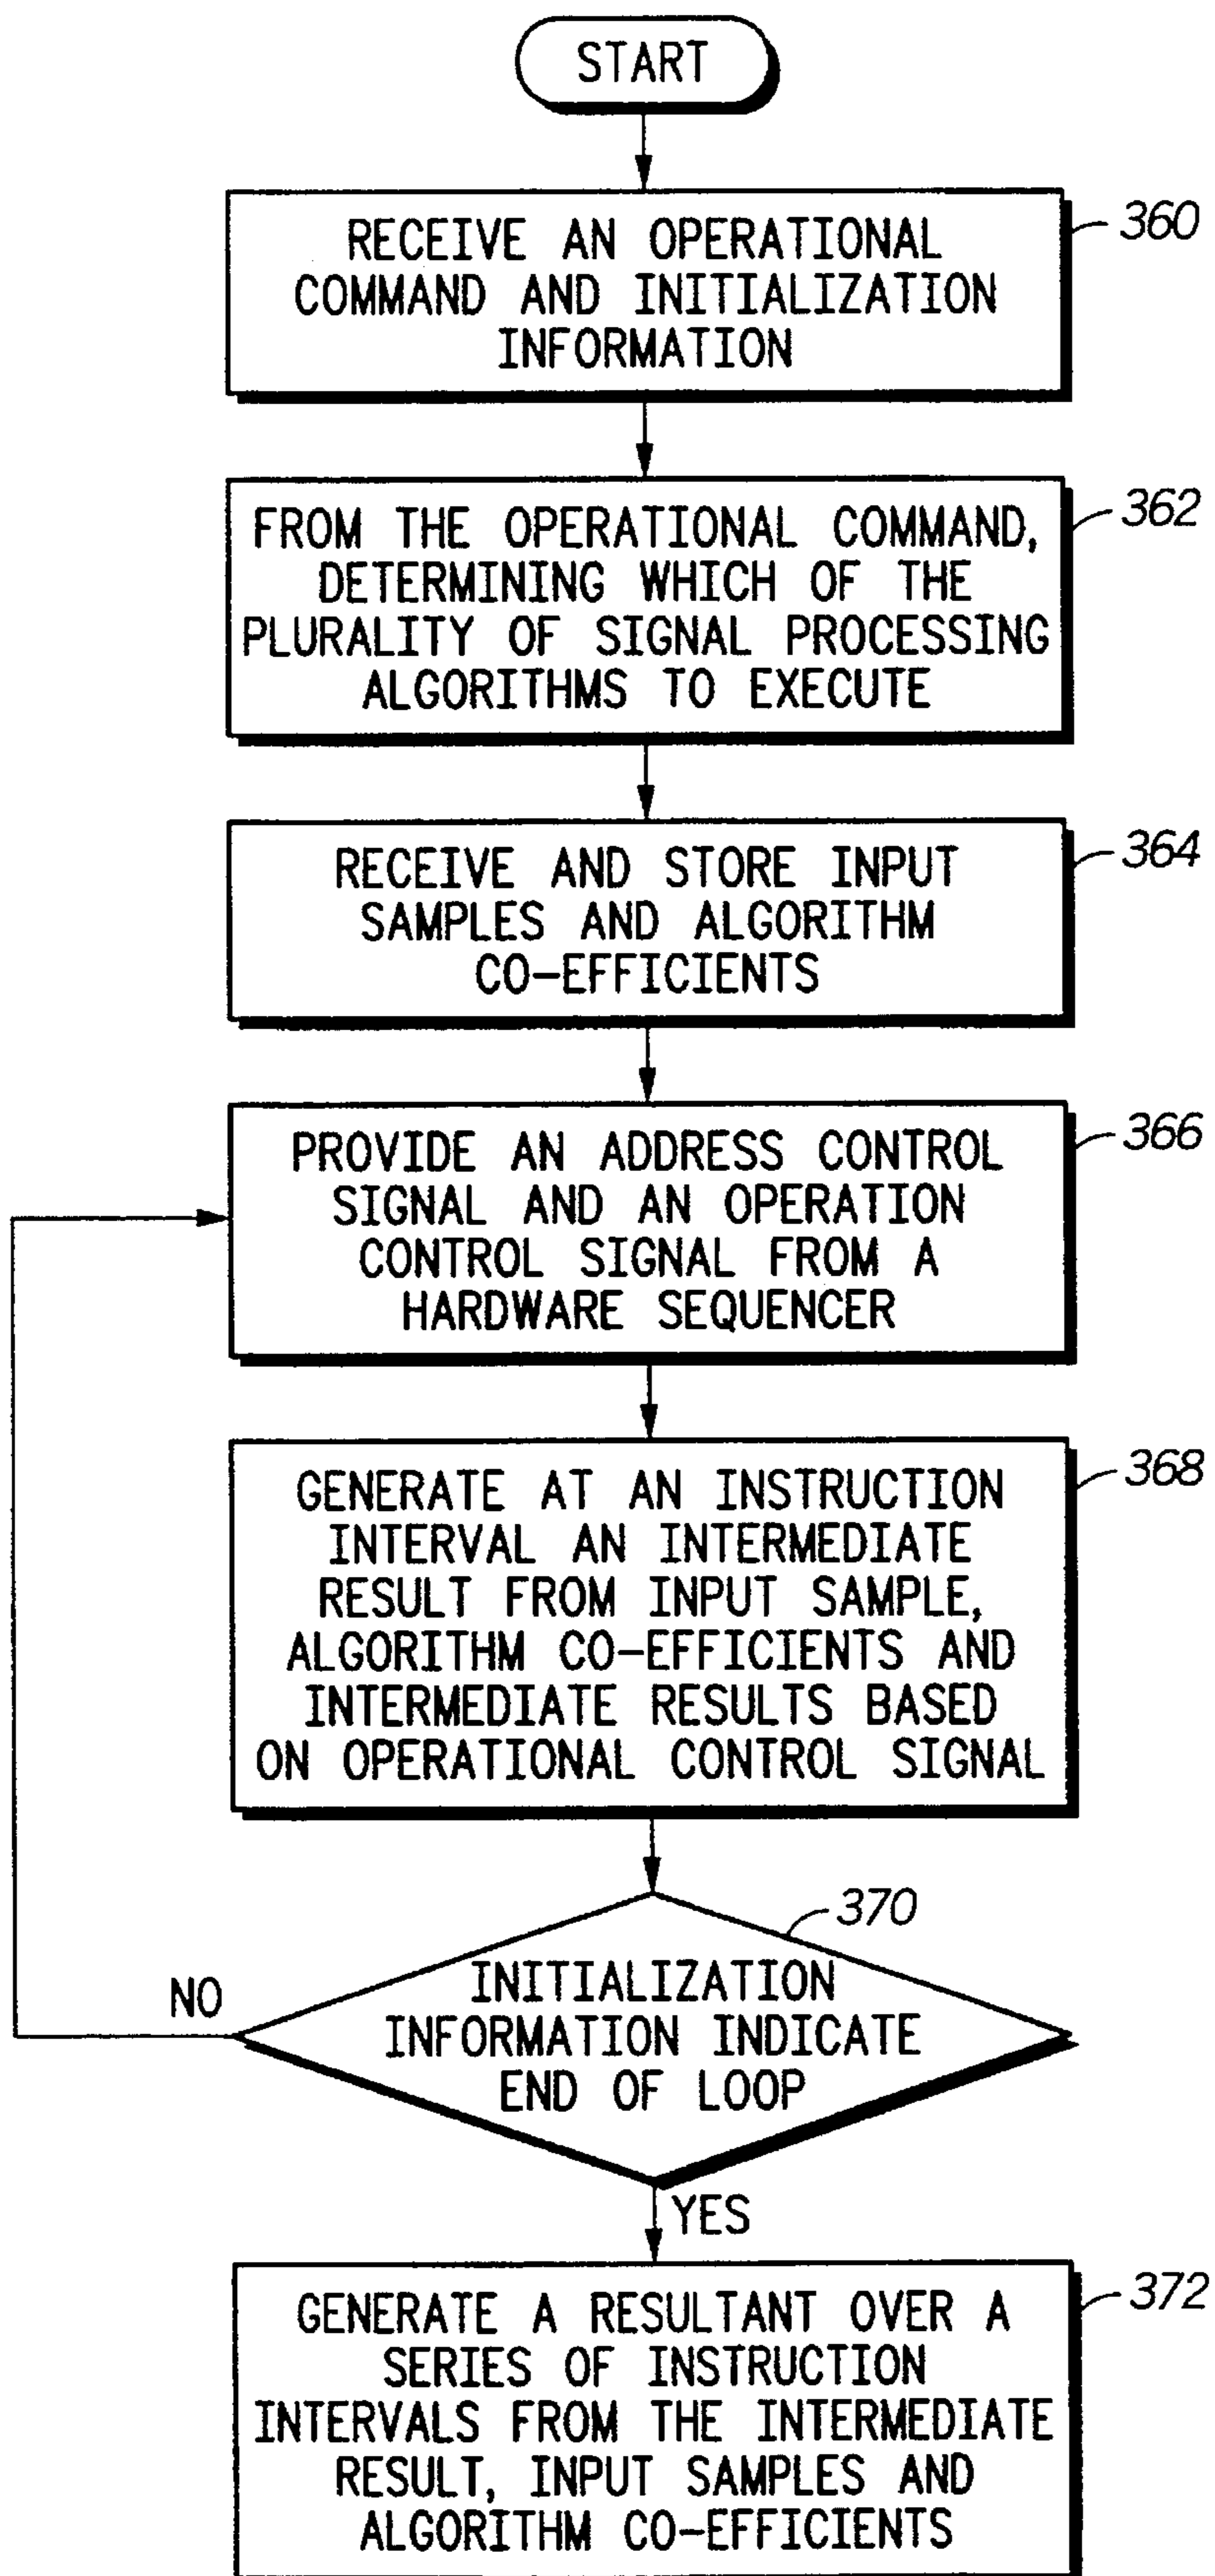 START
RECEIVE AN OPERATIONAL
COMMAND AND INITIALIZATION
INFORMATION
360
FROM THE OPERATIONAL COMMAND,
DETERMINING WHICH OF THE
PLURALITY OF SIGNAL PROCESSING
ALGORITHMS TO EXECUTE
362
RECEIVE AND STORE INPUT
SAMPLES AND ALGORITHM
CO-EFFICIENTS
364
PROVIDE AN ADDRESS CONTROL
SIGNAL AND AN OPERATION
CONTROL SIGNAL FROM A
HARDWARE SEQUENCER
366
GENERATE AT AN INSTRUCTION
INTERVAL AN INTERMEDIATE
RESULT FROM INPUT SAMPLE,
ALGORITHM CO-EFFICIENTS AND
INTERMEDIATE RESULTS BASED
ON OPERATIONAL CONTROL SIGNAL
368
370
INITIALIZATION
INFORMATION INDICATE
END OF LOOP
NO
YES
GENERATE A RESULTANT OVER A
SERIES OF INSTRUCTION
INTERVALS FROM THE INTERMEDIATE
RESULT, INPUT SAMPLES AND
ALGORITHM CO-EFFICIENTS
372